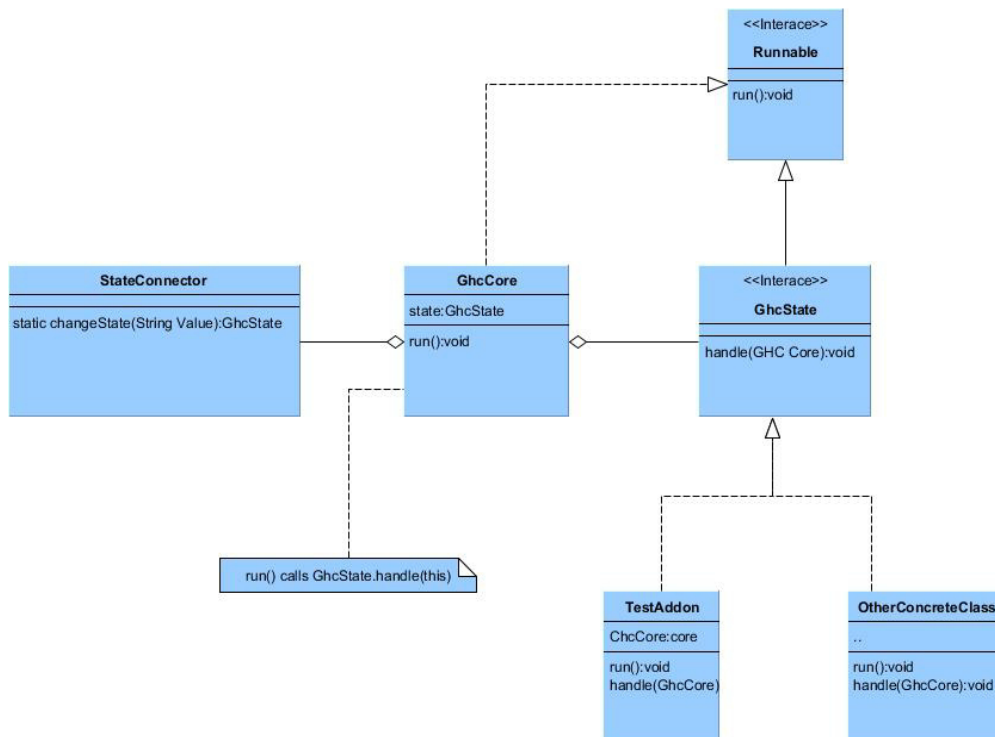 <<Interace>>
Runnable
run():void
StateConnector
static changeState(String Value):GhcState
GhcCore
state:GhcState
run():void
<<Interace>>
GhcState
handle(GHC Core):void
run() calls GhcState.handle(this)
TestAddon
ChcCore:core
run():void
handle(GhcCore)
OtherConcreteClass
..
run():void
handle(GhcCore):void